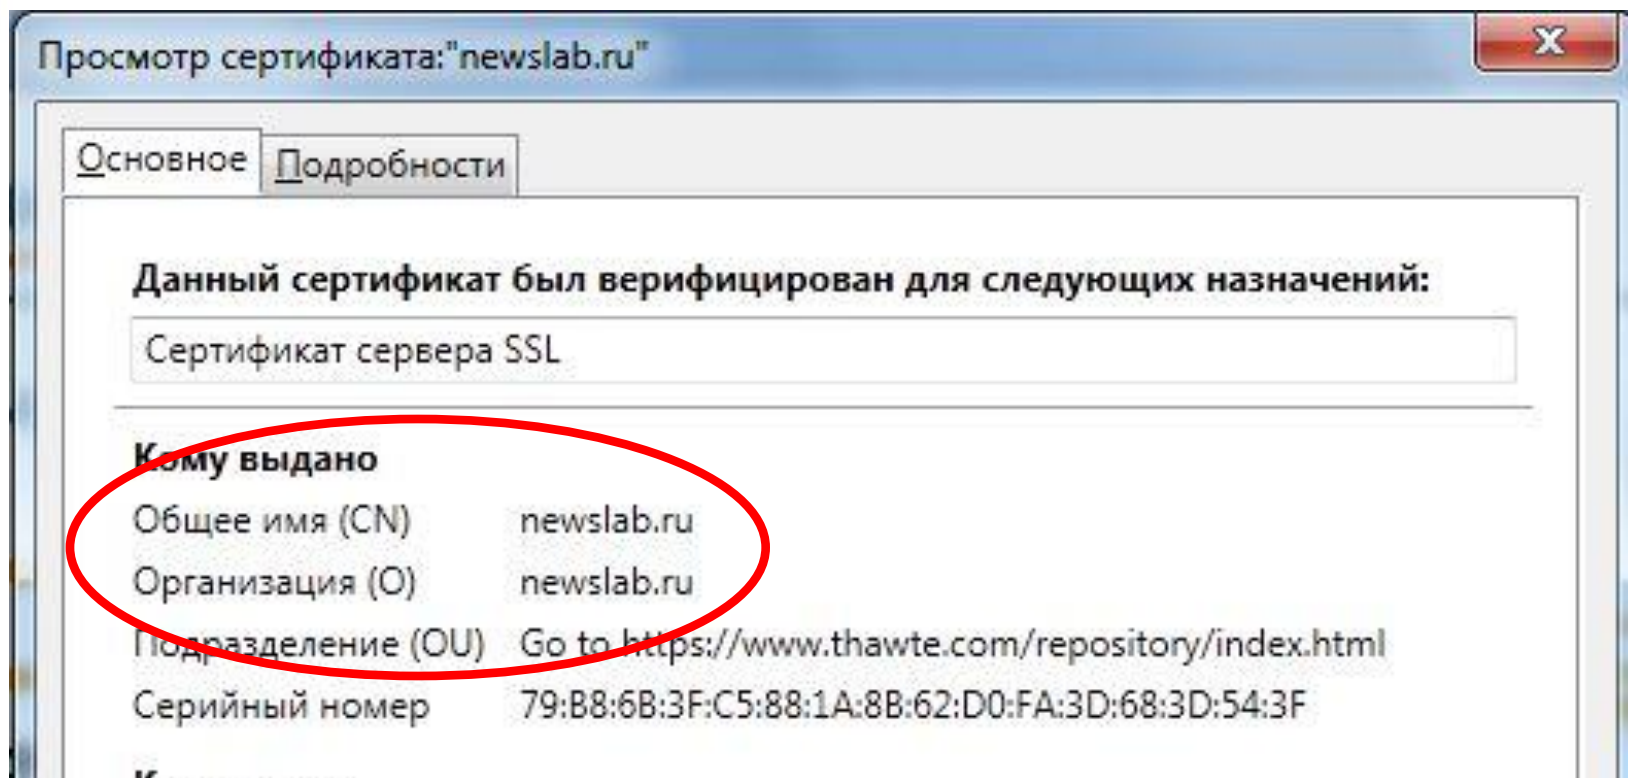 Просмотр сертификата:"newslab.ru"
Основное Подробности
Данный сертификат был верифицирован для следующих назначений:
Сертификат сервера SSL
Кому выдано
Общее имя (CN) newslab.ru
Организация (O) newslab.ru
Подразделение (OU) Go to https://www.thawte.com/repository/index.html
Серийный номер 79:B8:6B:3F:C5:88:1A:8B:62:D0:FA:3D:68:3D:54:3F